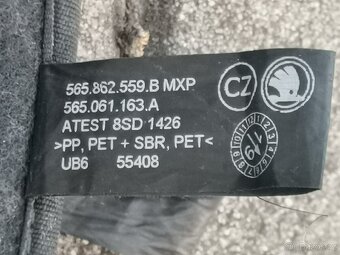 565.862.559.B MXP
565.061.163.A
ATEST 8SD 1426
>PP, PET + SBR, PET<
UB6 55408
CZ